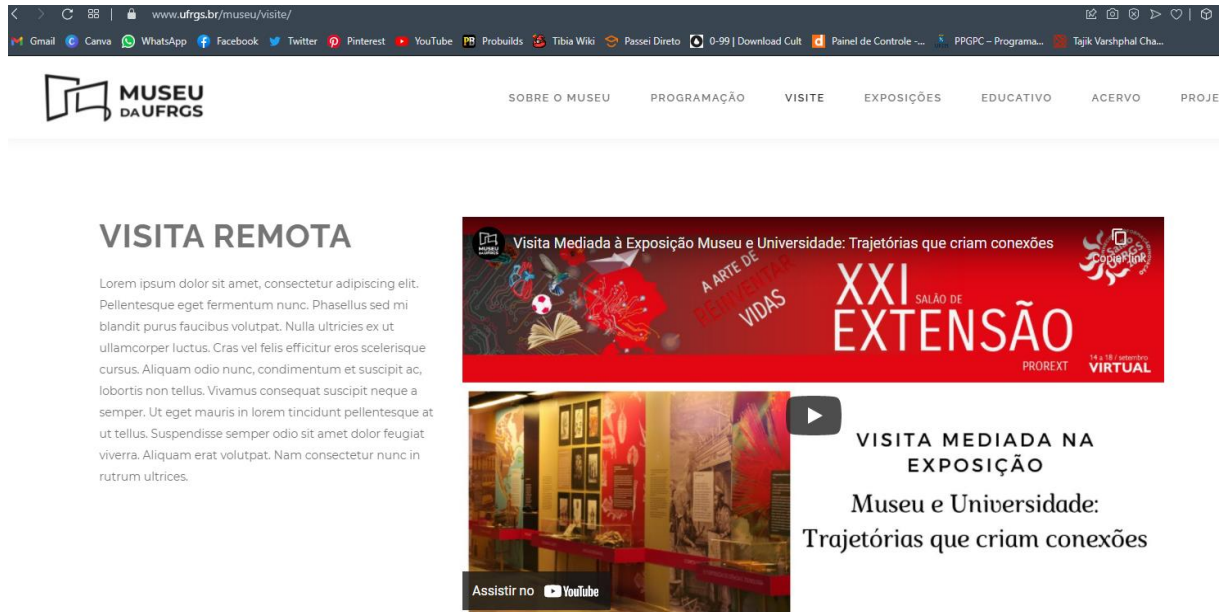 www.ufrgs.br/museu/visite/
Gmail Canva WhatsApp Facebook Twitter Pinterest YouTube Probuilds Tibia Wiki Passei Direto 0-99 | Download Cult Painel de Controle -... PPGPC – Programa... Tajik Varshphal Cha...
MUSEU
DA UFRGS
SOBRE O MUSEU PROGRAMAÇÃO VISITE EXPOSIÇÕES EDUCATIVO ACERVO PROJE
VISITA REMOTA
Lorem ipsum dolor sit amet, consectetur adipiscing elit.
Pellentesque eget fermentum nunc. Phasellus sed mi
blandit purus faucibus volutpat. Nulla ultricies ex ut
ullamcorper luctus. Cras vel felis efficitur eros scelerisque
cursus. Aliquam odio nunc, condimentum et suscipit ac,
lobortis non tellus. Vivamus consequat suscipit neque a
semper. Ut eget mauris in lorem tincidunt pellentesque at
ut tellus. Suspendisse semper odio sit amet dolor feugiat
viverra. Aliquam erat volutpat. Nam consectetur nunc in
rutrum ultrices.
Visita Mediada à Exposição Museu e Universidade: Trajetórias que criam conexões
Copier link
A ARTE DE
REINVENTAR
VIDAS
XXI
SALÃO DE
EXTENSÃO
PROREXT
14 a 18 / setembro
VIRTUAL
VISITA MEDIADA NA
EXPOSIÇÃO
Museu e Universidade:
Trajetórias que criam conexões
Assistir no YouTube